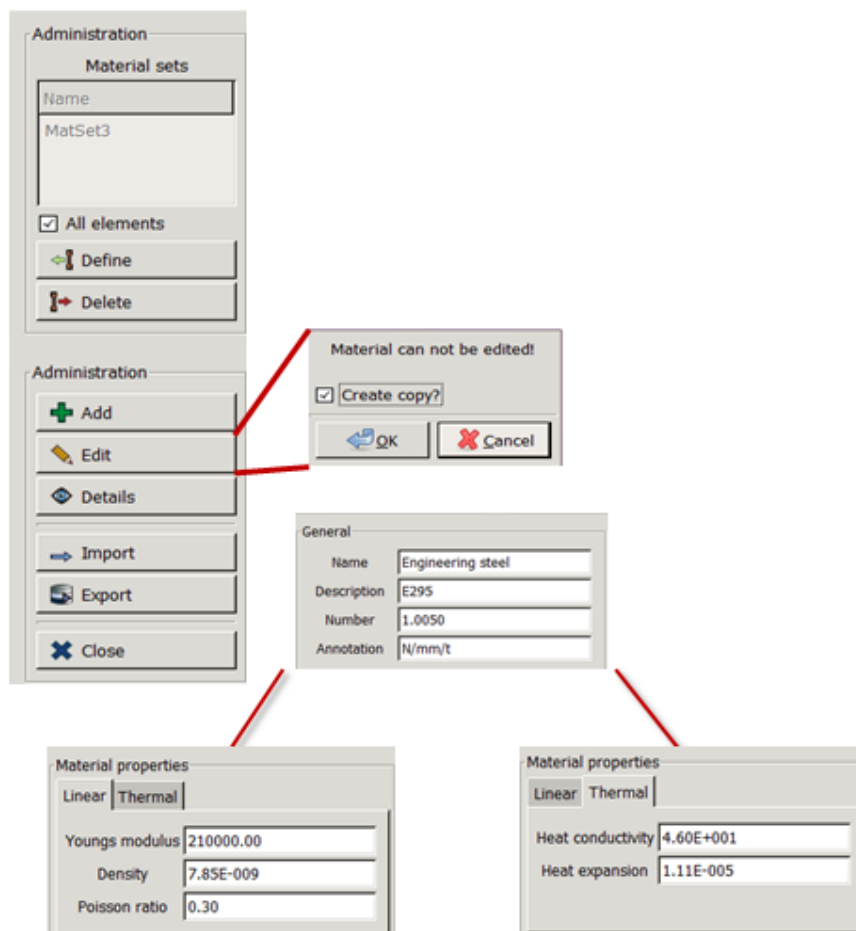 Administration
Material sets
Name
MatSet3
All elements
Define
Delete
Administration
Add
Edit
Details
Import
Export
Close
Material can not be edited!
Create copy?
OK
Cancel
General
Name Engineering steel
Description E295
Number 1.0050
Annotation N/mm/t
Material properties
Linear Thermal
Youngs modulus 210000.00
Density 7.85E-009
Poisson ratio 0.30
Material properties
Linear Thermal
Heat conductivity 4.60E+001
Heat expansion 1.11E-005